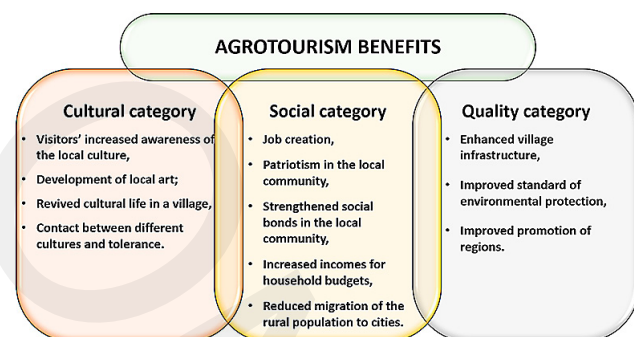 AGROTOURISM BENEFITS
Cultural category
• Visitors' increased awareness of
the local culture,
• Development of local art;
• Revived cultural life in a village,
• Contact between different
cultures and tolerance.
Social category
• Job creation,
• Patriotism in the local
community,
• Strengthened social
bonds in the local
community,
• Increased incomes for
household budgets,
• Reduced migration of the
rural population to cities.
Quality category
• Enhanced village
infrastructure,
• Improved standard of
environmental protection,
• Improved promotion of
regions.